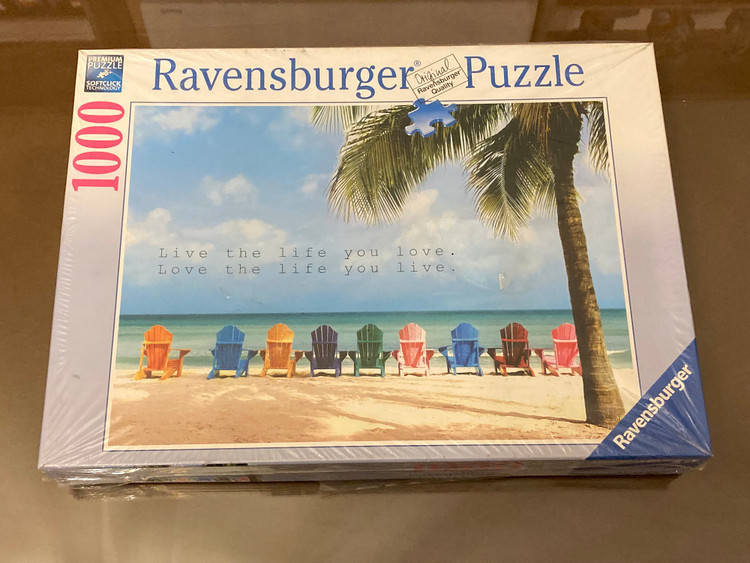 PREMIUM
PUZZLE
SOFTCLICK
TECHNOLOGY
Ravensburger® Puzzle
Original
Ravensburger
Quality
1000
Live the life you love.
Love the life you live.
Ravensburger